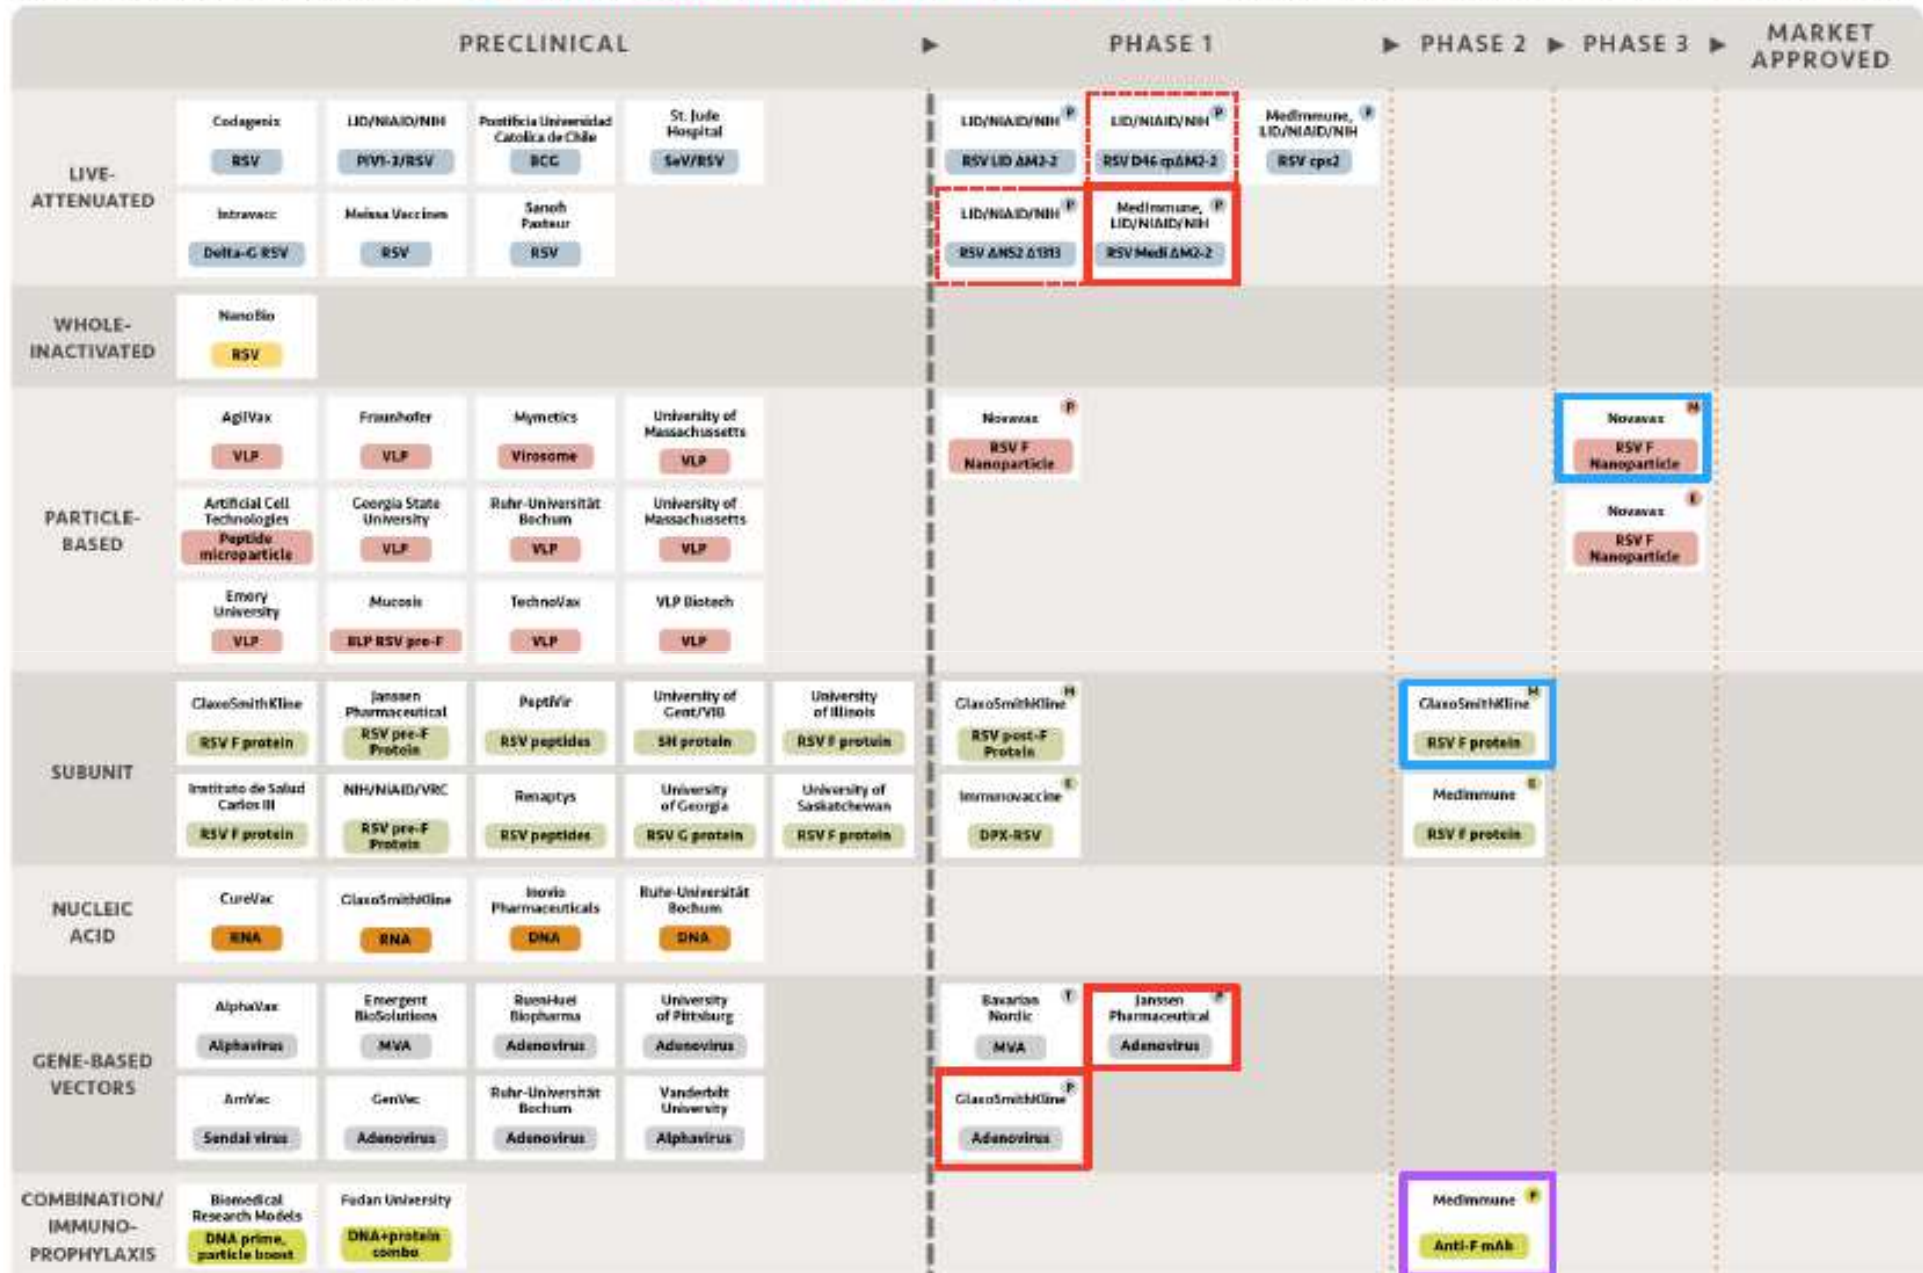 PRECLINICAL ▶ PHASE 1 ▶ PHASE 2 ▶ PHASE 3 ▶ MARKET APPROVED
LIVE-
ATTENUATED
Codagenix
RSV
LID/NIAID/NIH
PIV1-3/RSV
Pontificia Universidad
Catolica de Chile
BCG
St. Jude
Hospital
SeV/RSV
LID/NIAID/NIH P
RSV LID ΔM2-2
LID/NIAID/NIH P
RSV D46 cpΔM2-2
MedImmune, P
LID/NIAID/NIH
RSV cps2
Intravacc
Delta-G RSV
Meissa Vaccines
RSV
Sanofi
Pasteur
RSV
LID/NIAID/NIH P
RSV ΔNS2 Δ1313
MedImmune, P
LID/NIAID/NIH
RSV Medi ΔM2-2
WHOLE-
INACTIVATED
NanoBio
RSV
PARTICLE-
BASED
AgilVax
VLP
Fraunhofer
VLP
Mymetics
Virosome
University of
Massachussetts
VLP
Novavax P
RSV F
Nanoparticle
Novavax M
RSV F
Nanoparticle
Artificial Cell
Technologies
Peptide
microparticle
Georgia State
University
VLP
Ruhr-Universität
Bochum
VLP
University of
Massachussetts
VLP
Novavax E
RSV F
Nanoparticle
Emory
University
VLP
Mucosis
BLP RSV pre-F
TechnoVax
VLP
VLP Biotech
VLP
SUBUNIT
GlaxoSmithKline
RSV F protein
Janssen
Pharmaceutical
RSV pre-F
Protein
PeptiVir
RSV peptides
University of
Gent/VIB
SH protein
University
of Illinois
RSV F protein
GlaxoSmithKline M
RSV post-F
Protein
GlaxoSmithKline M
RSV F protein
Instituto de Salud
Carlos III
RSV F protein
NIH/NIAID/VRC
RSV pre-F
Protein
Renaptys
RSV peptides
University
of Georgia
RSV G protein
University of
Saskatchewan
RSV F protein
Immunovaccine E
DPX-RSV
MedImmune E
RSV F protein
NUCLEIC
ACID
CureVac
RNA
GlaxoSmithKline
RNA
Inovio
Pharmaceuticals
DNA
Ruhr-Universität
Bochum
DNA
GENE-BASED
VECTORS
AlphaVax
Alphavirus
Emergent
BioSolutions
MVA
RuenHuei
Biopharma
Adenovirus
University
of Pittsburg
Adenovirus
Bavarian T
Nordic
MVA
Janssen
Pharmaceutical
Adenovirus
AmVac
Sendai virus
GenVec
Adenovirus
Ruhr-Universität
Bochum
Adenovirus
Vanderbilt
University
Alphavirus
GlaxoSmithKline P
Adenovirus
COMBINATION/
IMMUNO-
PROPHYLAXIS
Biomedical
Research Models
DNA prime,
particle boost
Fudan University
DNA+protein
combo
MedImmune P
Anti-F mAb